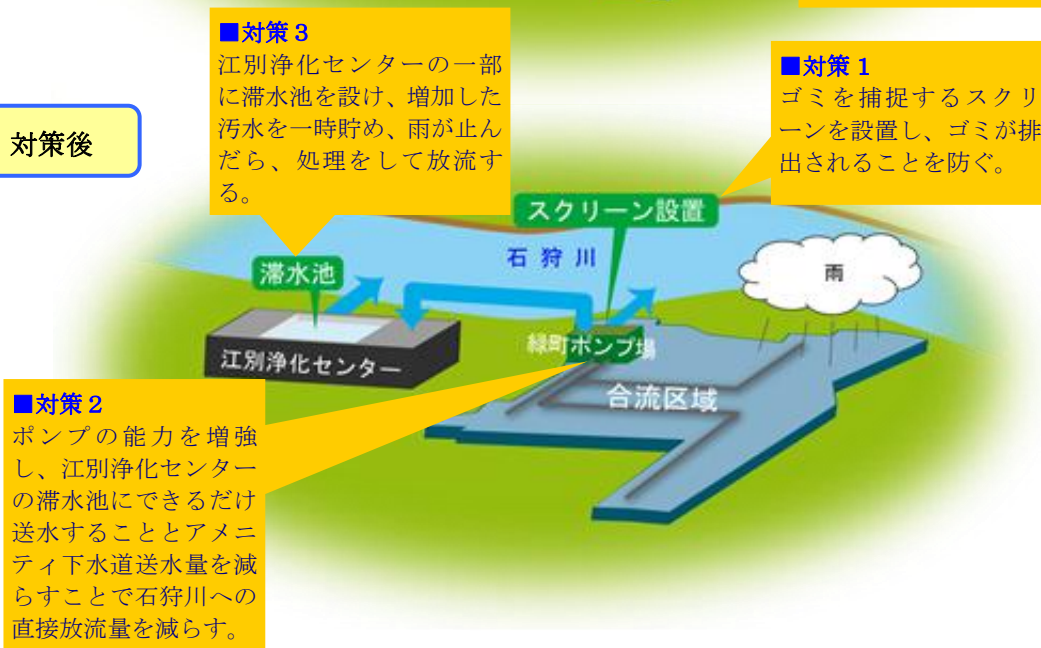 ■対策3
江別浄化センターの一部
に滞水池を設け、増加した
汚水を一時貯め、雨が止ん
だら、処理をして放流す
る。
■対策1
ゴミを捕捉するスクリ
ーンを設置し、ゴミが排
出されることを防ぐ。
対策後
スクリーン設置
石狩川
滞水池
雨
江別浄化センター
緑町ポンプ場
合流区域
■対策2
ポンプの能力を増強
し、江別浄化センター
の滞水池にできるだけ
送水することとアメニ
ティ下水道送水量を減
らすことで石狩川への
直接放流量を減らす。